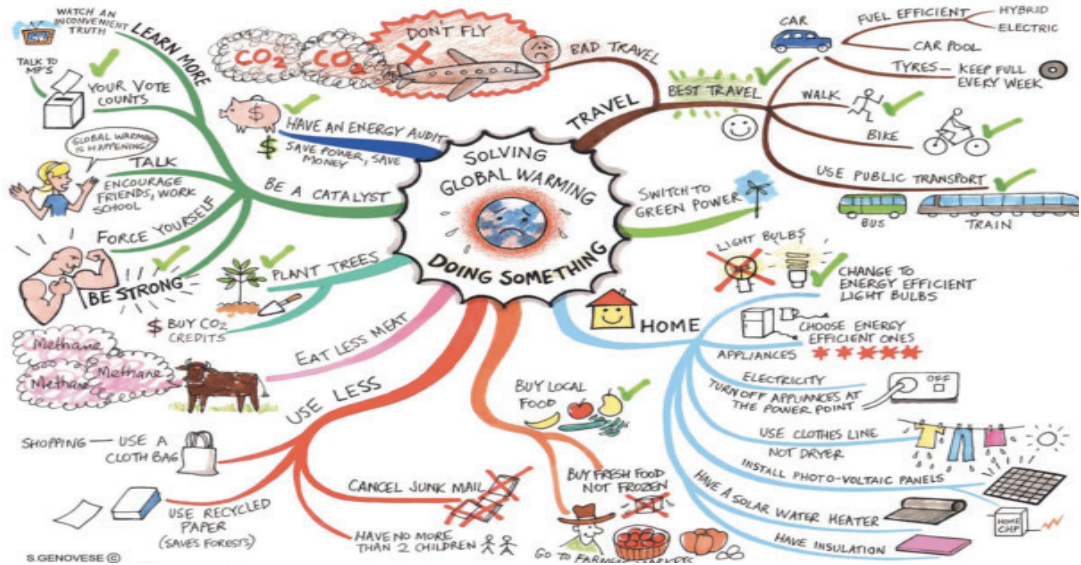 SOLVING
GLOBAL WARMING
DOING SOMETHING
TRAVEL
BAD TRAVEL
DON'T FLY
CO2
CO2
BEST TRAVEL
CAR
FUEL EFFICIENT
HYBRID
ELECTRIC
CAR POOL
TYRES — KEEP FULL
EVERY WEEK
WALK
BIKE
USE PUBLIC TRANSPORT
BUS
TRAIN
SWITCH TO
GREEN POWER
HOME
LIGHT BULBS
CHANGE TO
ENERGY EFFICIENT
LIGHT BULBS
CHOOSE ENERGY
EFFICIENT ONES
APPLIANCES
ELECTRICITY
TURN OFF APPLIANCES AT
THE POWER POINT
OFF
USE CLOTHES LINE
NOT DRYER
INSTALL PHOTO-VOLTAIC PANELS
HOME
CHP
HAVE A SOLAR WATER HEATER
HAVE INSULATION
BUY LOCAL
FOOD
BUY FRESH FOOD
NOT FROZEN
GO TO FARMERS MARKETS
USE LESS
SHOPPING — USE A
CLOTH BAG
USE RECYCLED
PAPER
(SAVES FORESTS)
CANCEL JUNK MAIL
HAVE NO MORE
THAN 2 CHILDREN
EAT LESS MEAT
Methane
Methane
Methane
PLANT TREES
$ BUY CO2
CREDITS
BE A CATALYST
LEARN MORE
WATCH AN
INCONVENIENT
TRUTH
TALK TO
MP'S
YOUR VOTE
COUNTS
GLOBAL WARMING
IS HAPPENING!
TALK
ENCOURAGE
FRIENDS, WORK
SCHOOL
FORCE YOURSELF
BE STRONG
$
HAVE AN ENERGY AUDIT
$ SAVE POWER, SAVE
MONEY
S.GENOVESE ©